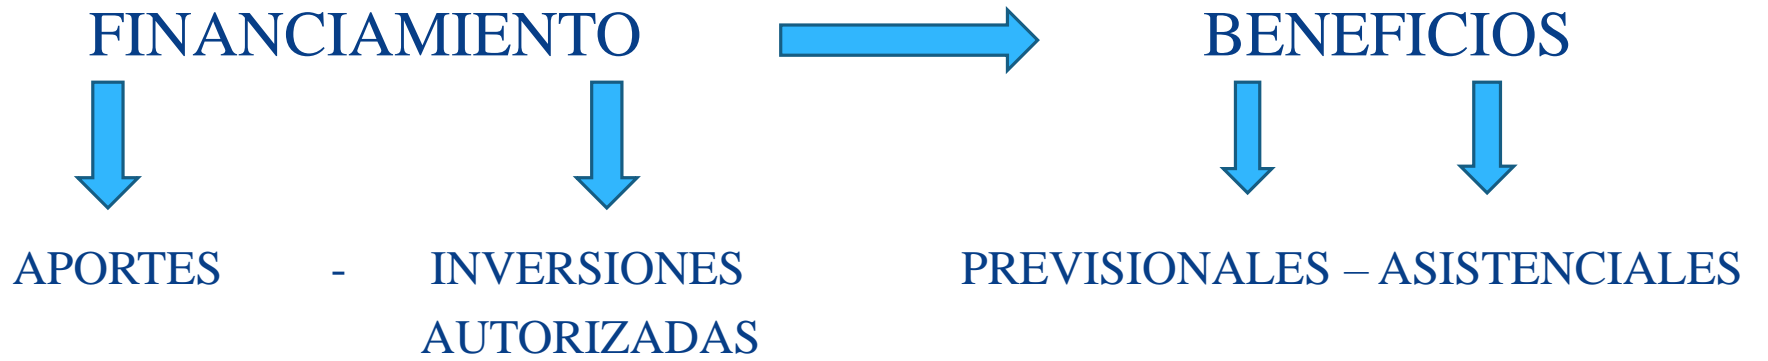 FINANCIAMIENTO BENEFICIOS
APORTES - INVERSIONES PREVISIONALES – ASISTENCIALES
AUTORIZADAS